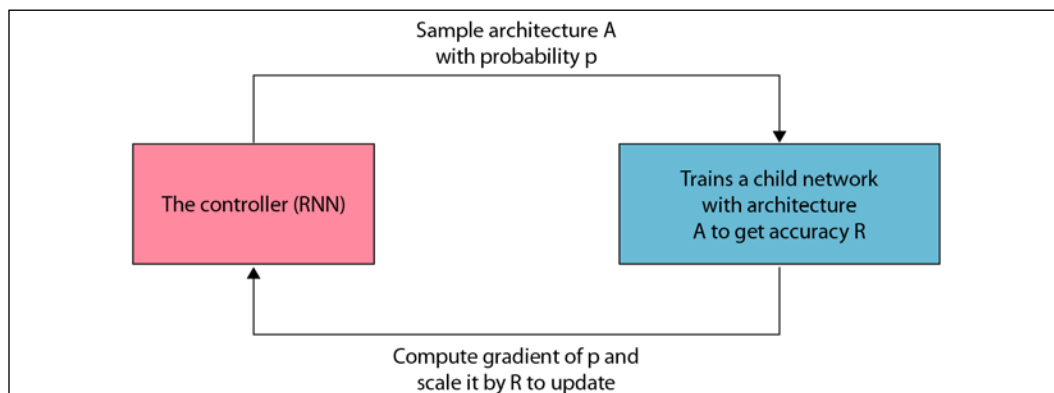 Sample architecture A
with probability p
The controller (RNN)
Trains a child network
with architecture
A to get accuracy R
Compute gradient of p and
scale it by R to update